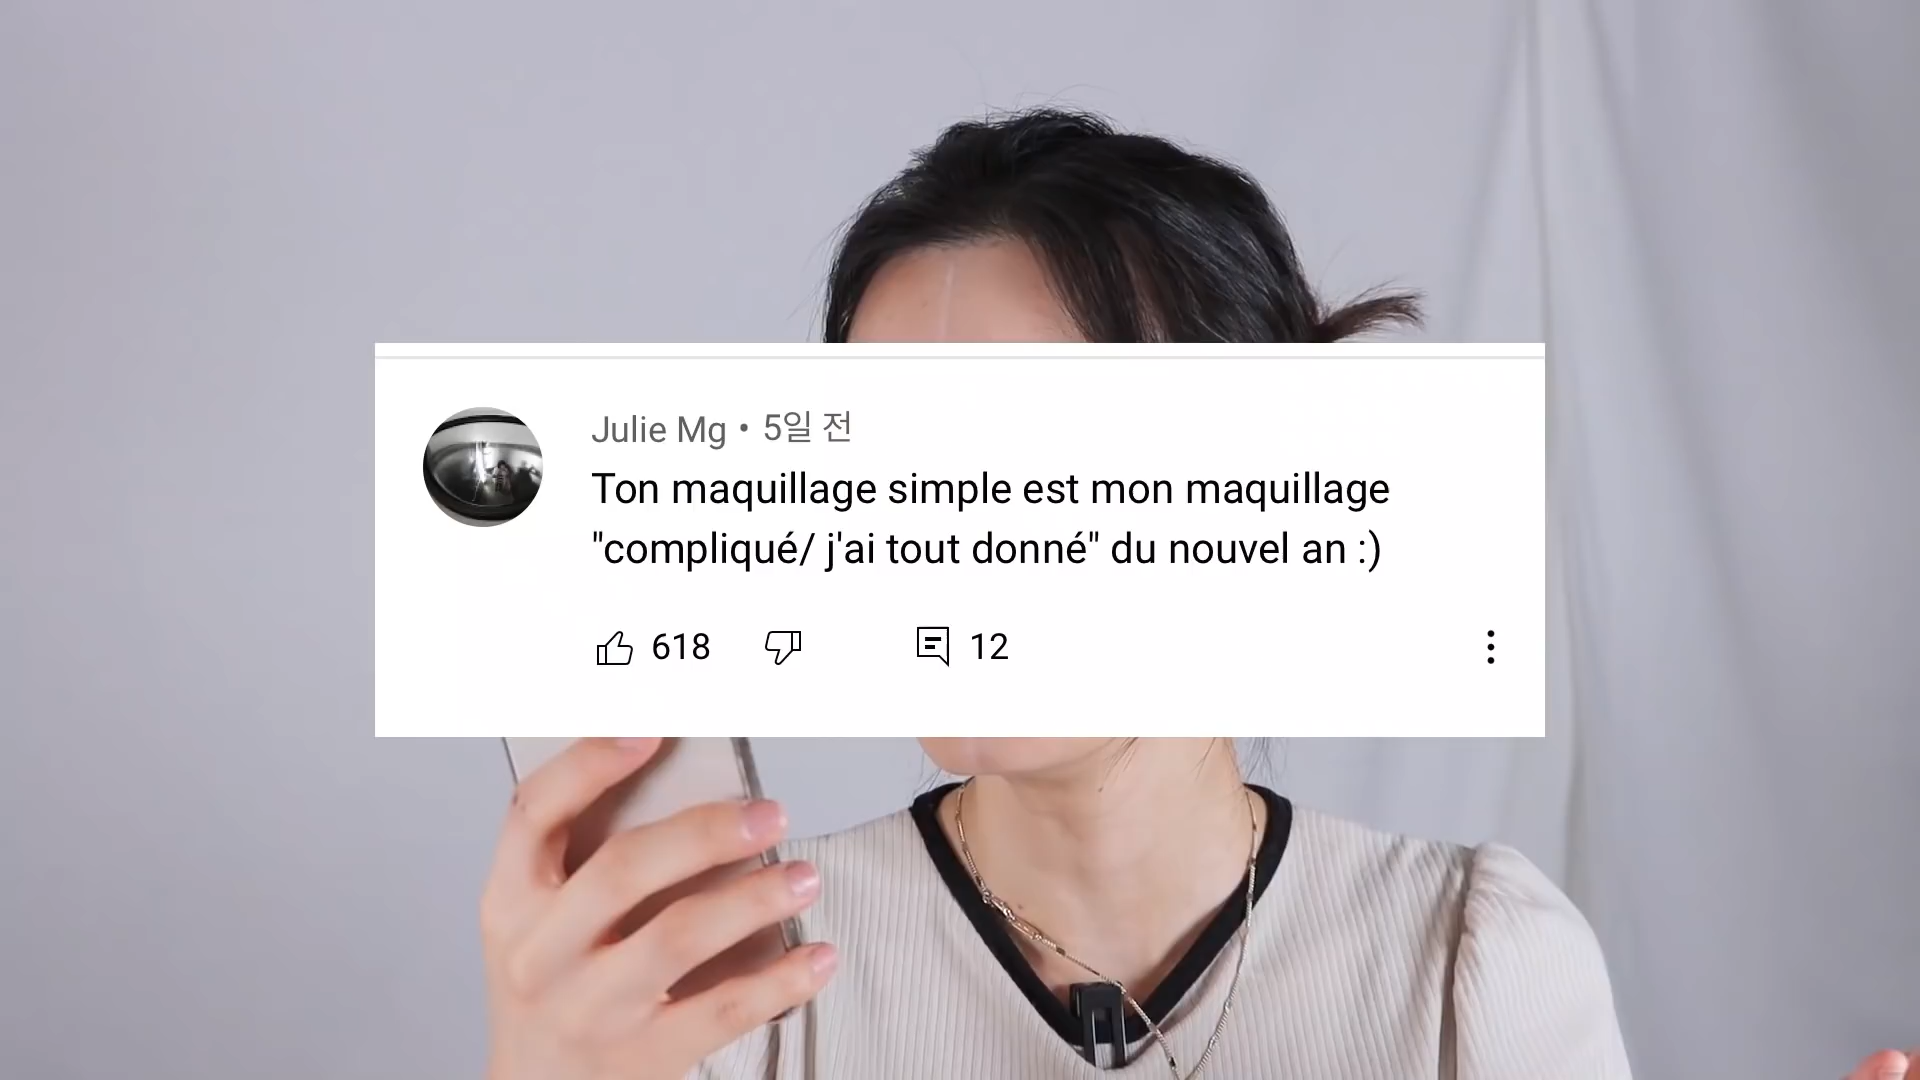 Julie Mg • 5일 전
Ton maquillage simple est mon maquillage
"compliqué/ j'ai tout donné" du nouvel an :)
618 12